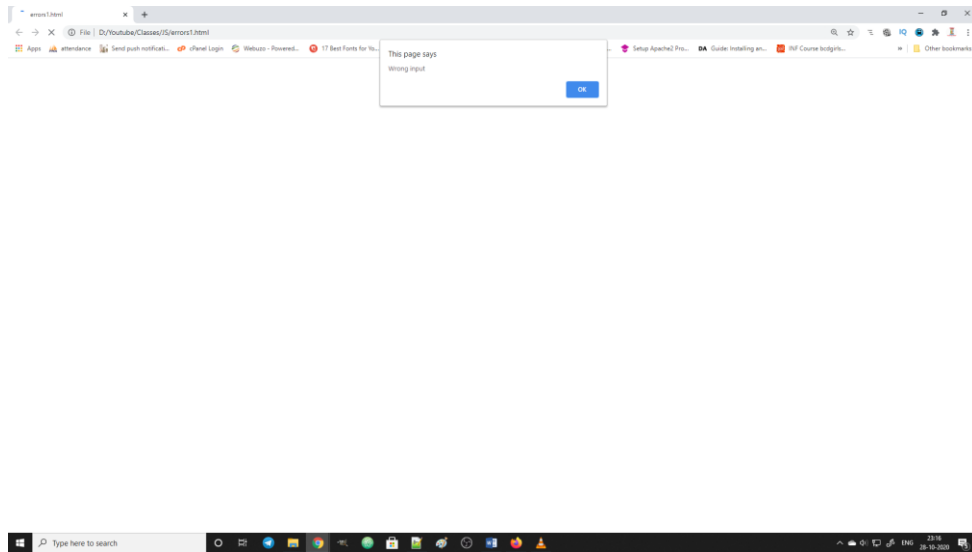 errors1.html
File | D:/Youtube/Classes/JS/errors1.html
Apps attendance Send push notificati... cPanel Login Webuzo - Powered... 17 Best Fonts for Yo... Setup Apache2 Pro... DA Guide: Installing an... INF Course bcdgirls... Other bookmarks
This page says
Wrong input
OK
Type here to search
ENG
23:16
28-10-2020